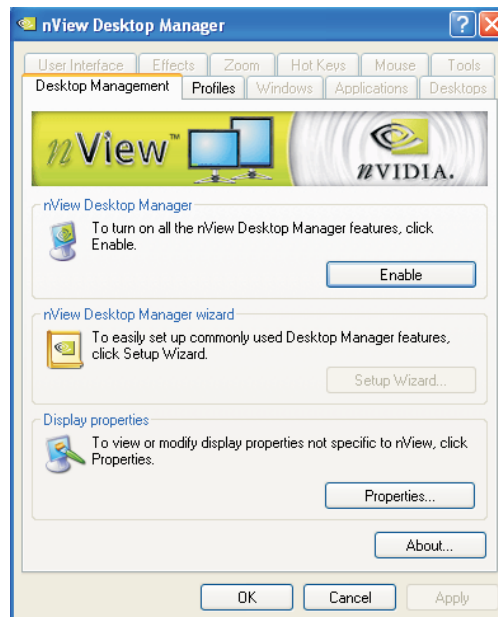 nView Desktop Manager
User Interface Effects Zoom Hot Keys Mouse Tools
Desktop Management Profiles Windows Applications Desktops
nView™ nVIDIA.
nView Desktop Manager
To turn on all the nView Desktop Manager features, click
Enable.
Enable
nView Desktop Manager wizard
To easily set up commonly used Desktop Manager features,
click Setup Wizard.
Setup Wizard...
Display properties
To view or modify display properties not specific to nView, click
Properties.
Properties...
About...
OK Cancel Apply